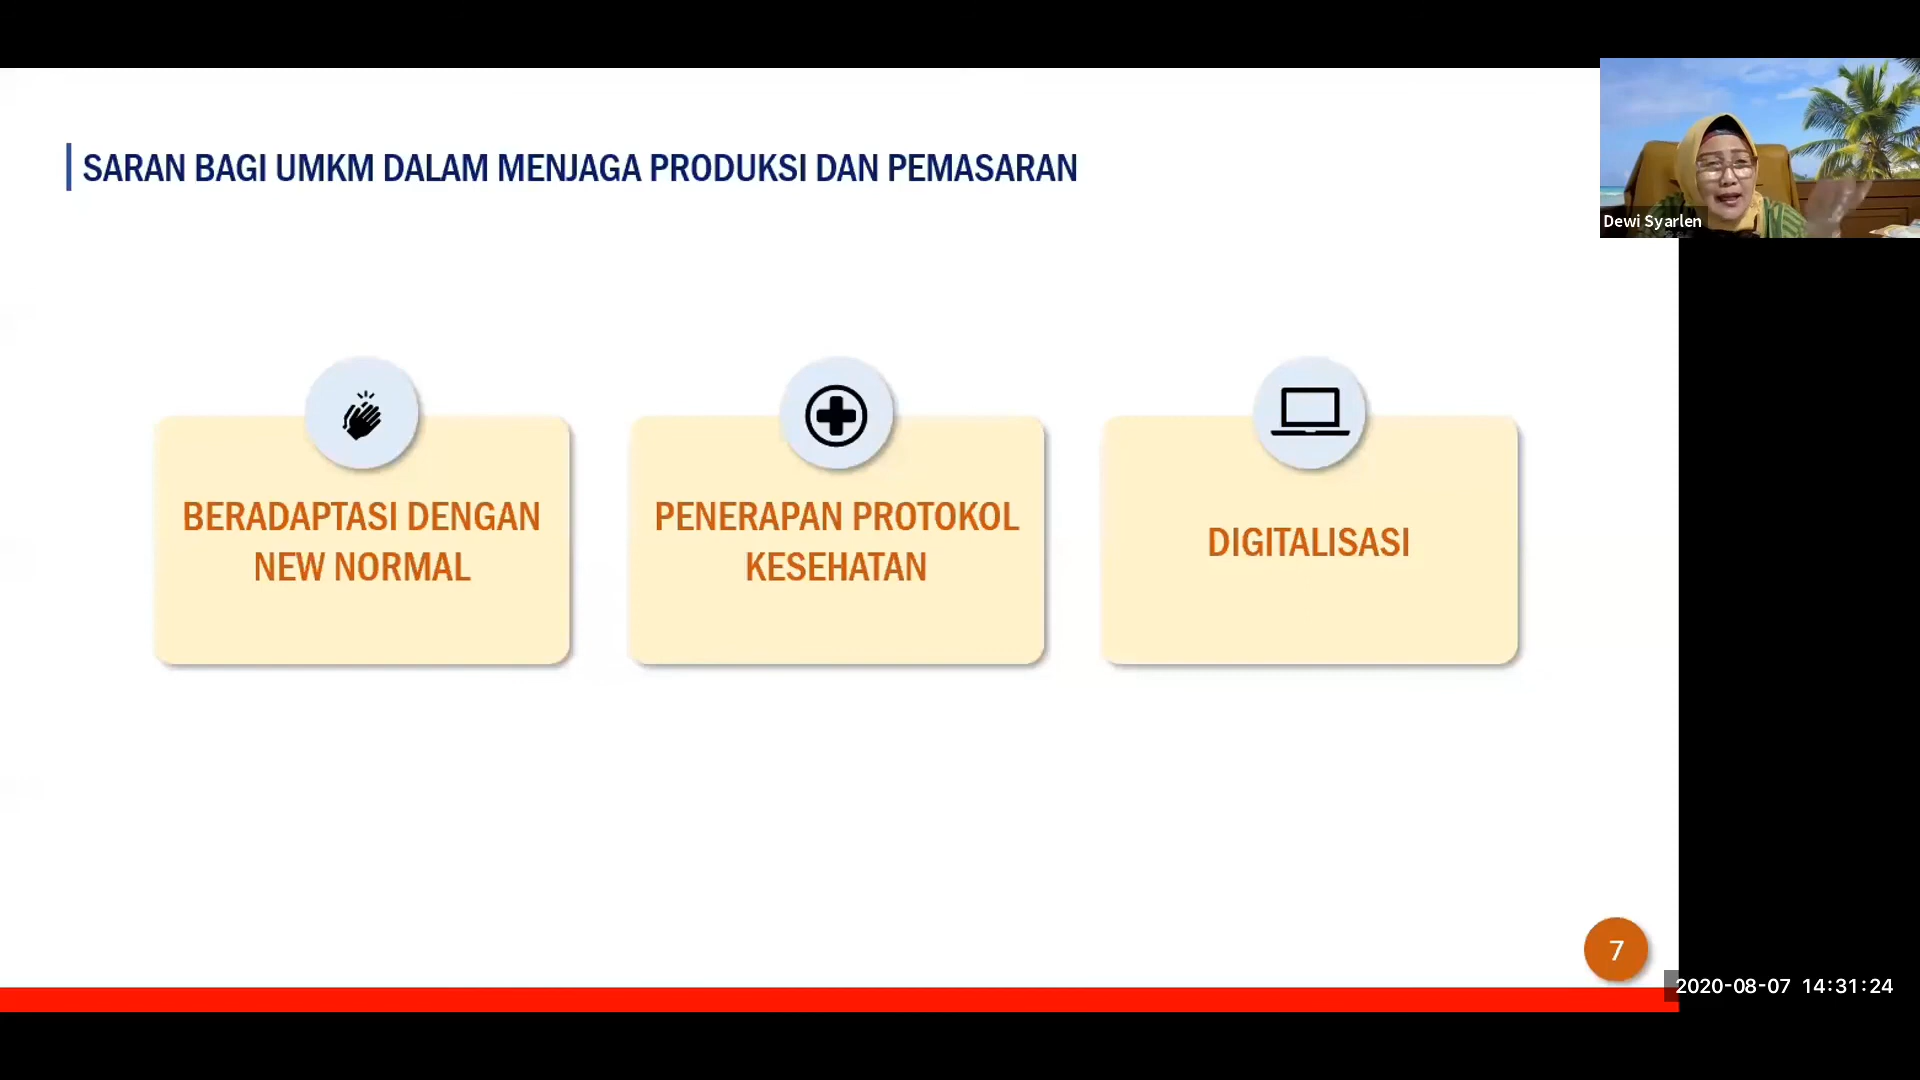 SARAN BAGI UMKM DALAM MENJAGA PRODUKSI DAN PEMASARAN
Dewi Syarlen
BERADAPTASI DENGAN
NEW NORMAL
PENERAPAN PROTOKOL
KESEHATAN
DIGITALISASI
7
2020-08-07 14:31:24